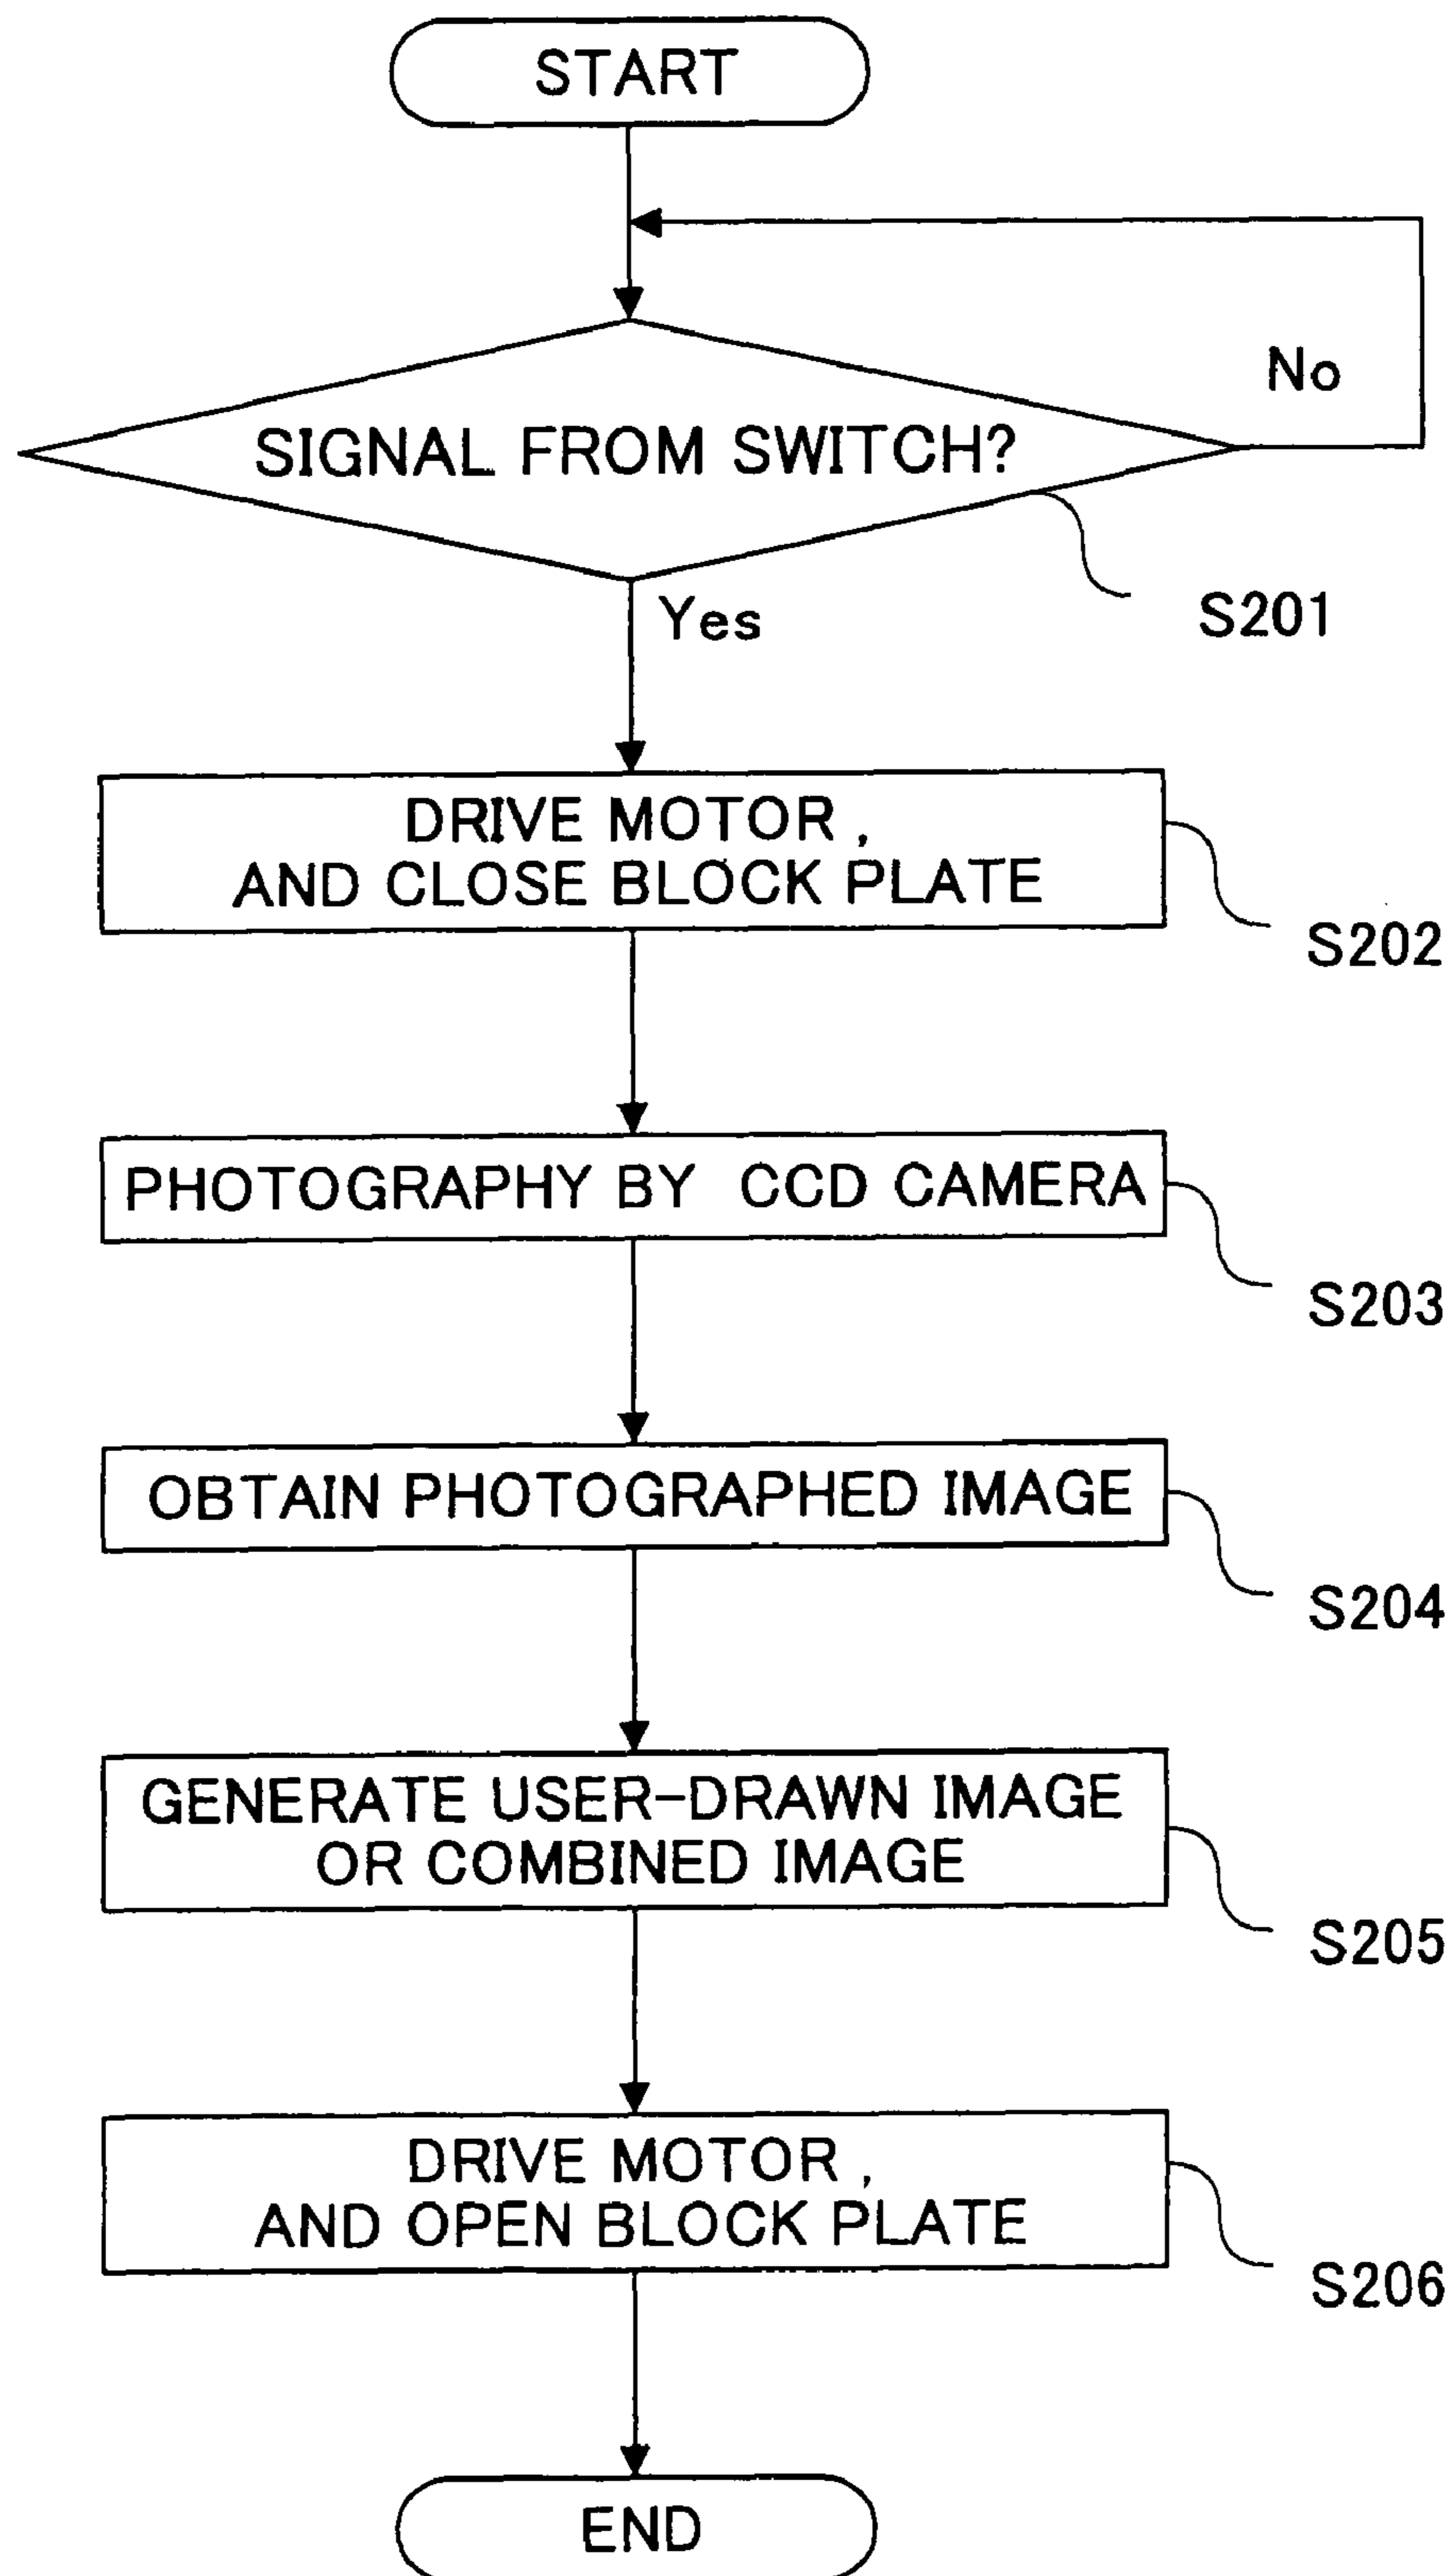 START
No
SIGNAL FROM SWITCH?
S201
Yes
DRIVE MOTOR ,
AND CLOSE BLOCK PLATE
S202
PHOTOGRAPHY BY CCD CAMERA
S203
OBTAIN PHOTOGRAPHED IMAGE
S204
GENERATE USER-DRAWN IMAGE
OR COMBINED IMAGE
S205
DRIVE MOTOR ,
AND OPEN BLOCK PLATE
S206
END